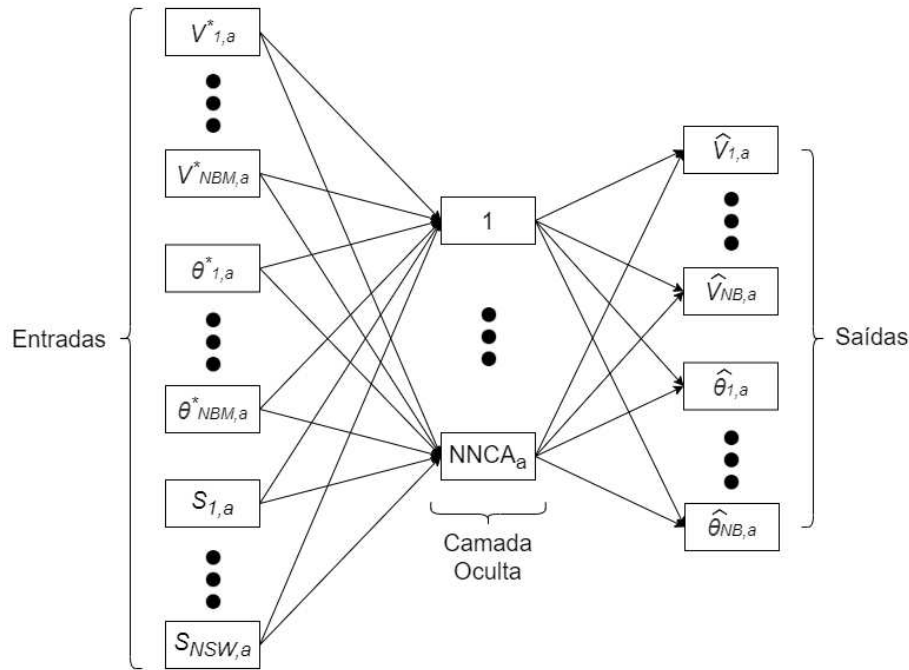 V*1,a
V*NBM,a
θ*1,a
θ*NBM,a
S1,a
SNSW,a
Entradas
1
NNCAa
Camada
Oculta
V̂1,a
V̂NB,a
θ̂1,a
θ̂NB,a
Saídas